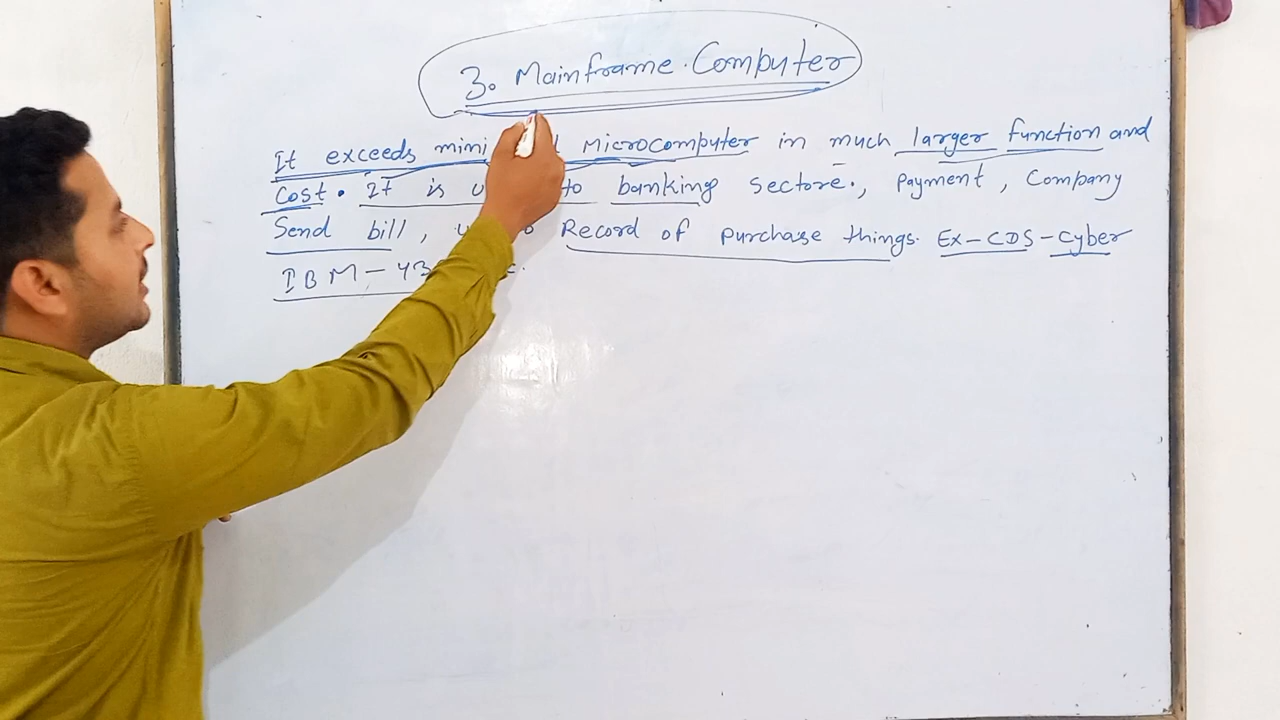 3. Mainframe Computer
It exceeds mini microcomputer in much larger function and
cost. It is to banking sectore., payment, Company
Send bill, Record of purchase things. Ex-CDS-Cyber
IBM-